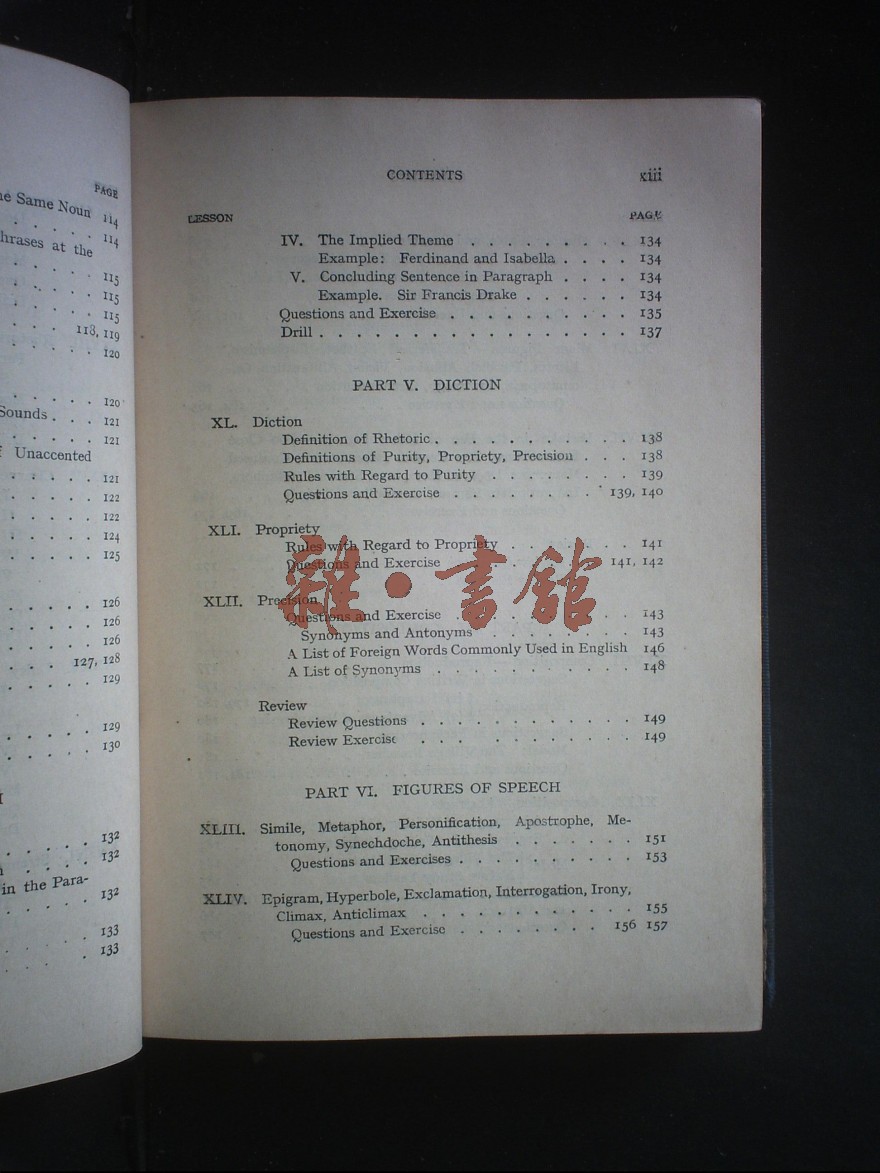 PAGE
e Same Noun 114
. . . . . 114
hrases at the
. . . . . 115
. . . . . 115
. . . . . 115
. . . 118, 119
. . . . . 120
. . . . . 120
Sounds . . . 121
. . . . . 121
Unaccented
. . . . . 121
. . . . . 122
. . . . . 122
. . . . . 124
. . . . . 125
. . . . . 126
. . . . . 126
. . . . . 126
. . . 127, 128
. . . . . 129
. . . . . 129
. . . . . 130
. . . . . 132
. . . . 132
in the Para-
. . . . . 132
. . . . . 133
. . . . . 133
CONTENTS xiii
LESSON PAGE
IV. The Implied Theme . . . . . . . . . 134
Example: Ferdinand and Isabella . . . . 134
V. Concluding Sentence in Paragraph . . . . 134
Example. Sir Francis Drake . . . . . . 134
Questions and Exercise . . . . . . . . . . 135
Drill . . . . . . . . . . . . . . . . . 137
PART V. DICTION
XL. Diction
Definition of Rhetoric . . . . . . . . . . . 138
Definitions of Purity, Propriety, Precision . . . 138
Rules with Regard to Purity . . . . . . . . 139
Questions and Exercise . . . . . . . . 139, 140
XLI. Propriety
Rules with Regard to Propriety . . . . . . . 141
Questions and Exercise . . . . . . . . 141, 142
XLII. Precision
Questions and Exercise . . . . . . . . . . 143
Synonyms and Antonyms . . . . . . . . 143
A List of Foreign Words Commonly Used in English 146
A List of Synonyms . . . . . . . . . . . 148
Review
Review Questions . . . . . . . . . . . . 149
Review Exercise . . . . . . . . . . . . 149
PART VI. FIGURES OF SPEECH
XLIII. Simile, Metaphor, Personification, Apostrophe, Me-
tonomy, Synechdoche, Antithesis . . . . . . . 151
Questions and Exercises . . . . . . . . . . 153
XLIV. Epigram, Hyperbole, Exclamation, Interrogation, Irony,
Climax, Anticlimax . . . . . . . . . . . . 155
Questions and Exercise . . . . . . . . 156 157
雜·書館